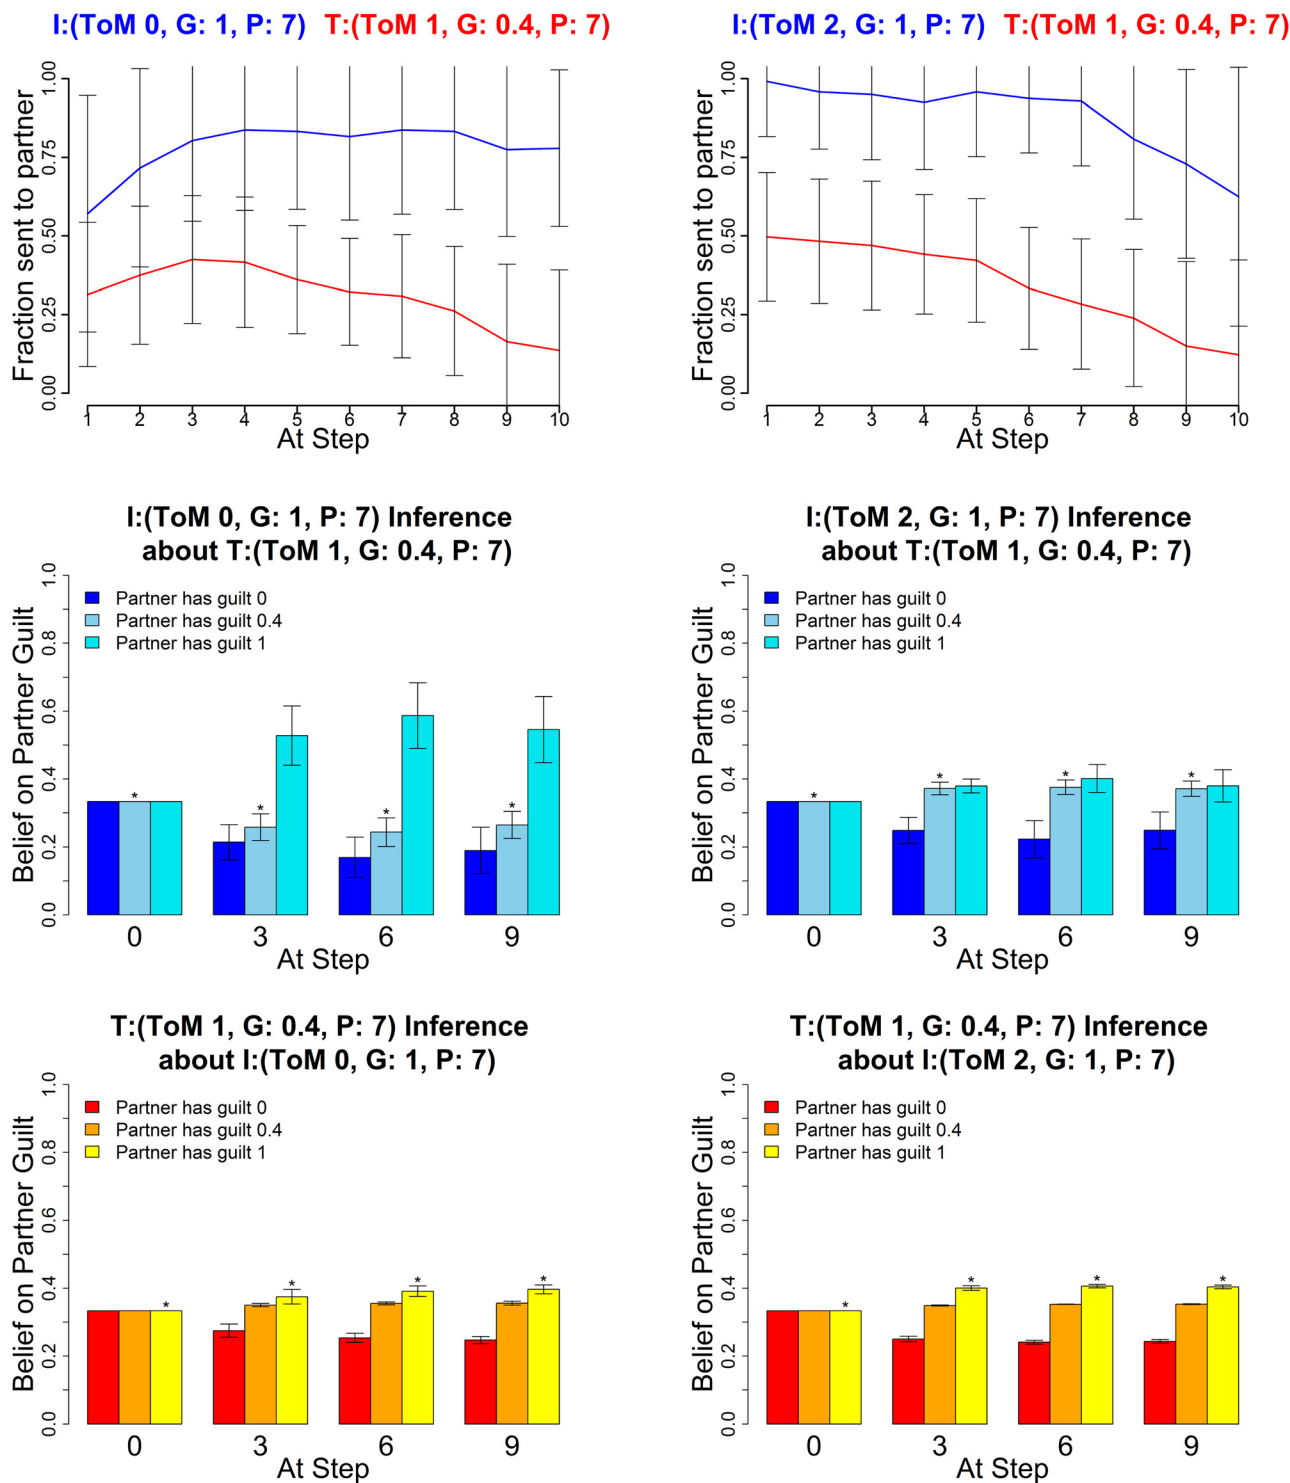 I:(ToM 0, G: 1, P: 7) T:(ToM 1, G: 0.4, P: 7)
Fraction sent to partner
1.00
0.75
0.50
0.25
0.00
1 2 3 4 5 6 7 8 9 10
At Step
I:(ToM 2, G: 1, P: 7) T:(ToM 1, G: 0.4, P: 7)
Fraction sent to partner
1.00
0.75
0.50
0.25
0.00
1 2 3 4 5 6 7 8 9 10
At Step
I:(ToM 0, G: 1, P: 7) Inference
about T:(ToM 1, G: 0.4, P: 7)
Partner has guilt 0
Partner has guilt 0.4
Partner has guilt 1
Belief on Partner Guilt
1.0
0.8
0.6
0.4
0.2
0.0
* * * *
0 3 6 9
At Step
I:(ToM 2, G: 1, P: 7) Inference
about T:(ToM 1, G: 0.4, P: 7)
Partner has guilt 0
Partner has guilt 0.4
Partner has guilt 1
Belief on Partner Guilt
1.0
0.8
0.6
0.4
0.2
0.0
* * * *
0 3 6 9
At Step
T:(ToM 1, G: 0.4, P: 7) Inference
about I:(ToM 0, G: 1, P: 7)
Partner has guilt 0
Partner has guilt 0.4
Partner has guilt 1
Belief on Partner Guilt
1.0
0.8
0.6
0.4
0.2
0.0
* * * *
0 3 6 9
At Step
T:(ToM 1, G: 0.4, P: 7) Inference
about I:(ToM 2, G: 1, P: 7)
Partner has guilt 0
Partner has guilt 0.4
Partner has guilt 1
Belief on Partner Guilt
1.0
0.8
0.6
0.4
0.2
0.0
* * * *
0 3 6 9
At Step